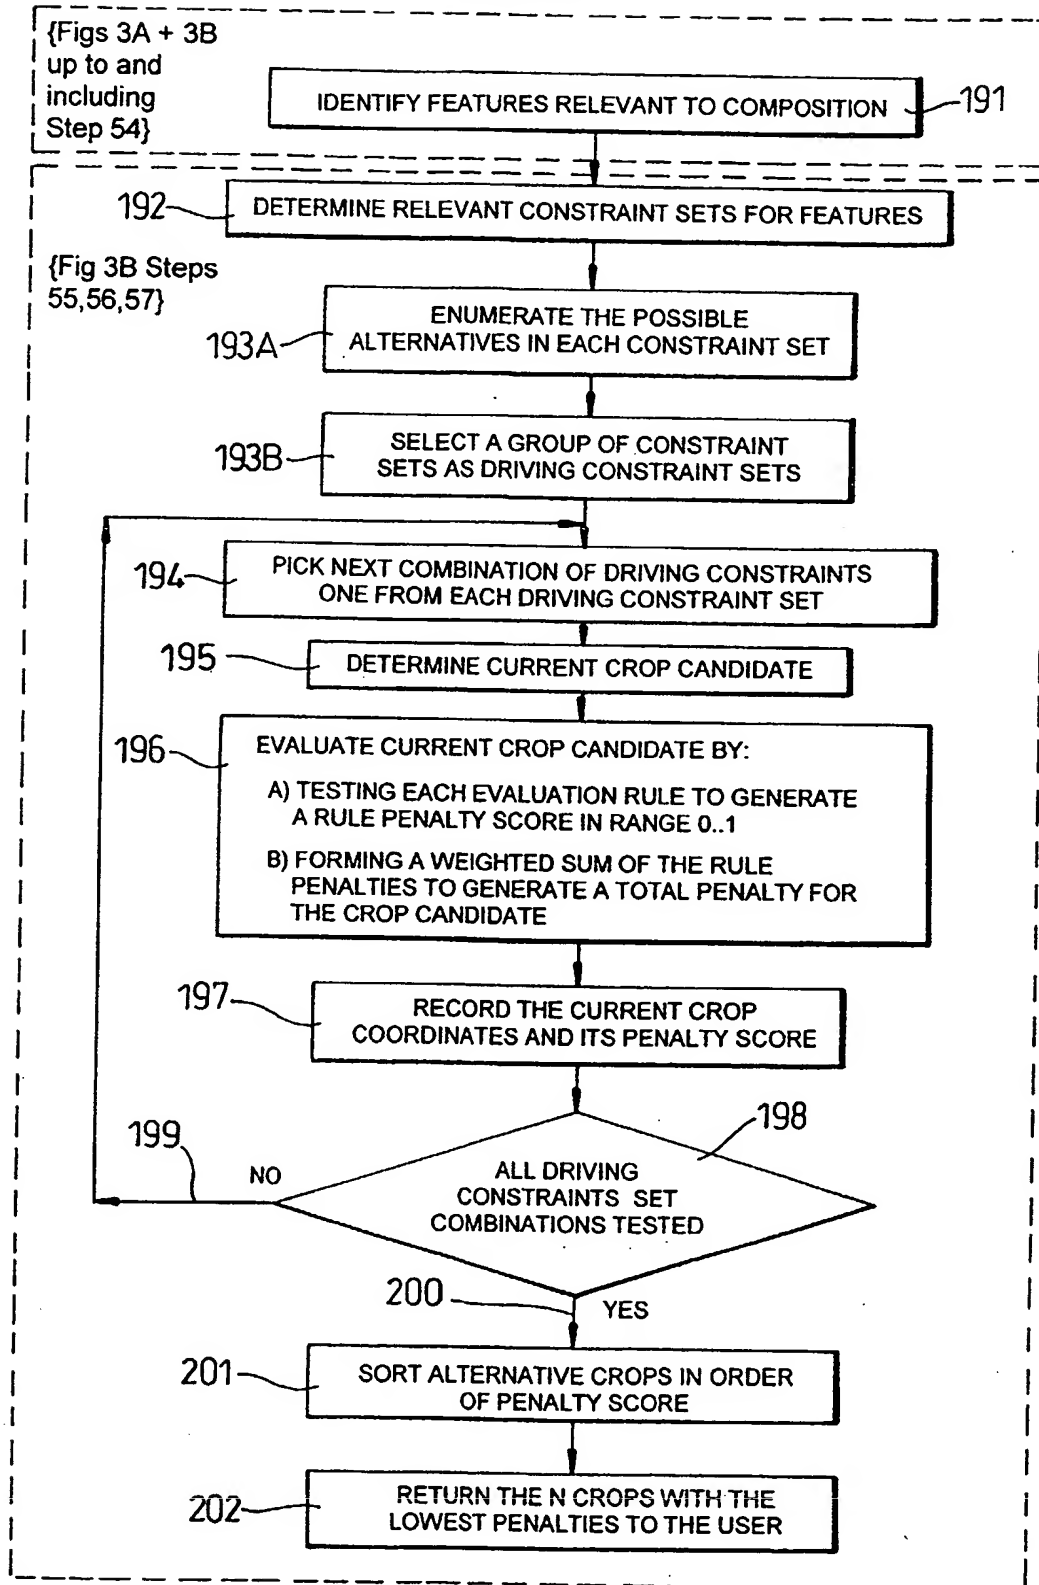 {Figs 3A + 3B
up to and
including
Step 54}
IDENTIFY FEATURES RELEVANT TO COMPOSITION
191
192
DETERMINE RELEVANT CONSTRAINT SETS FOR FEATURES
{Fig 3B Steps
55,56,57}
193A
ENUMERATE THE POSSIBLE
ALTERNATIVES IN EACH CONSTRAINT SET
193B
SELECT A GROUP OF CONSTRAINT
SETS AS DRIVING CONSTRAINT SETS
194
PICK NEXT COMBINATION OF DRIVING CONSTRAINTS
ONE FROM EACH DRIVING CONSTRAINT SET
195
DETERMINE CURRENT CROP CANDIDATE
196
EVALUATE CURRENT CROP CANDIDATE BY:
A) TESTING EACH EVALUATION RULE TO GENERATE
A RULE PENALTY SCORE IN RANGE 0..1
B) FORMING A WEIGHTED SUM OF THE RULE
PENALTIES TO GENERATE A TOTAL PENALTY FOR
THE CROP CANDIDATE
197
RECORD THE CURRENT CROP
COORDINATES AND ITS PENALTY SCORE
198
199
NO
ALL DRIVING
CONSTRAINTS SET
COMBINATIONS TESTED
200
YES
201
SORT ALTERNATIVE CROPS IN ORDER
OF PENALTY SCORE
202
RETURN THE N CROPS WITH THE
LOWEST PENALTIES TO THE USER